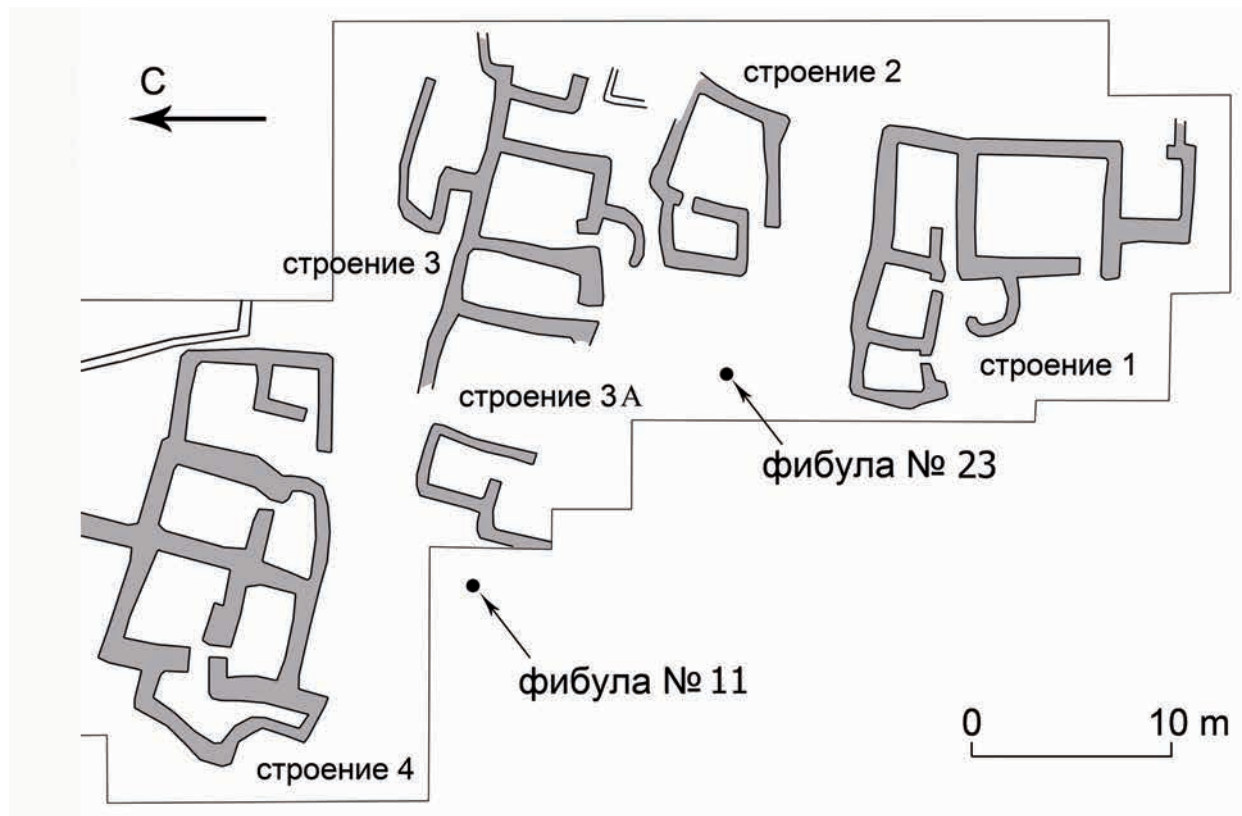 С
строение 2
строение 3
строение 1
строение 3А
фибула № 23
фибула № 11
0 10 m
строение 4